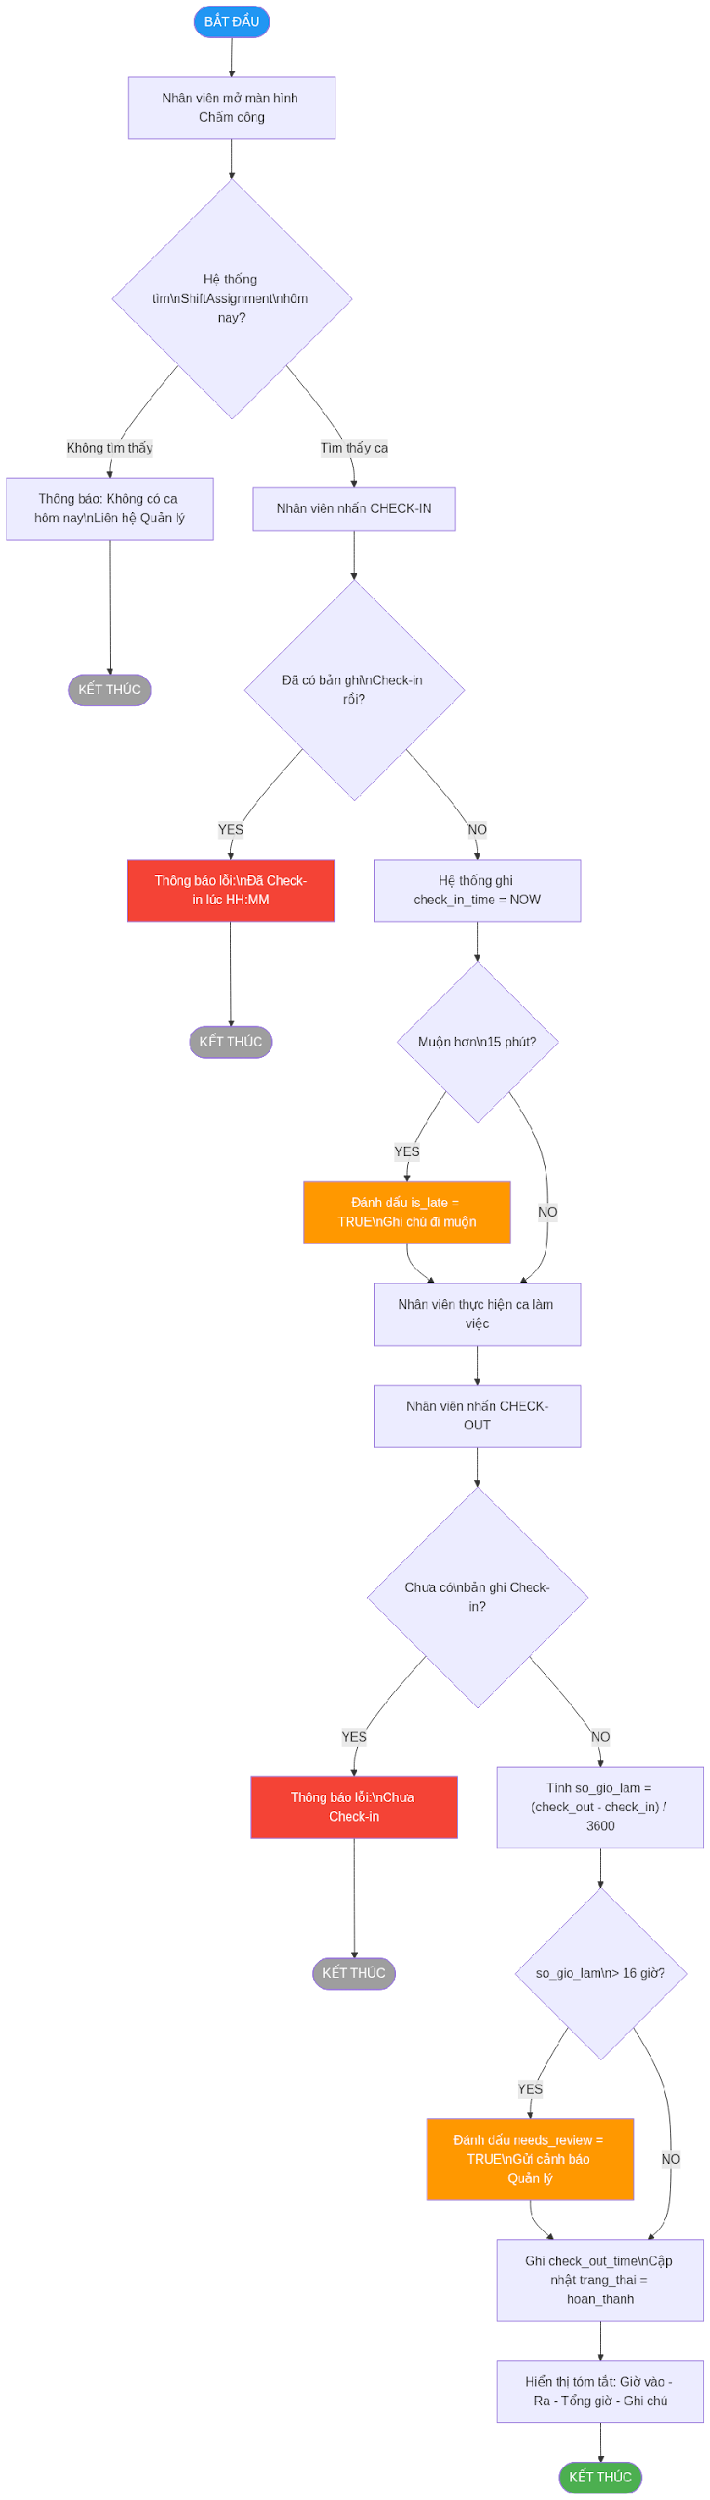 BẮT ĐẦU
Nhân viên mở màn hình
Chấm công
Hệ thống
tìm\nShiftAssignment\nhôm
nay?
Không tìm thấy
Tìm thấy ca
Thông báo: Không có ca
hôm nay\nLiên hệ Quản lý
Nhân viên nhấn CHECK-IN
KẾT THÚC
Đã có bản ghi\nCheck-in
rồi?
YES
NO
Thông báo lỗi:\nĐã Check-
in lúc HH:MM
Hệ thống ghi
check_in_time = NOW
KẾT THÚC
Muộn hơn\n15 phút?
YES
Đánh dấu is_late =
TRUE\nGhi chú đi muộn
NO
Nhân viên thực hiện ca làm
việc
Nhân viên nhấn CHECK-
OUT
Chưa có\nbản ghi Check-
in?
YES
NO
Thông báo lỗi:\nChưa
Check-in
Tính so_gio_lam =
(check_out - check_in) /
3600
KẾT THÚC
so_gio_lam\n> 16 giờ?
YES
Đánh dấu needs_review =
TRUE\nGửi cảnh báo
Quản lý
NO
Ghi check_out_time\nCập
nhật trang_thai =
hoan_thanh
Hiển thị tóm tắt: Giờ vào -
Ra - Tổng giờ - Ghi chú
KẾT THÚC